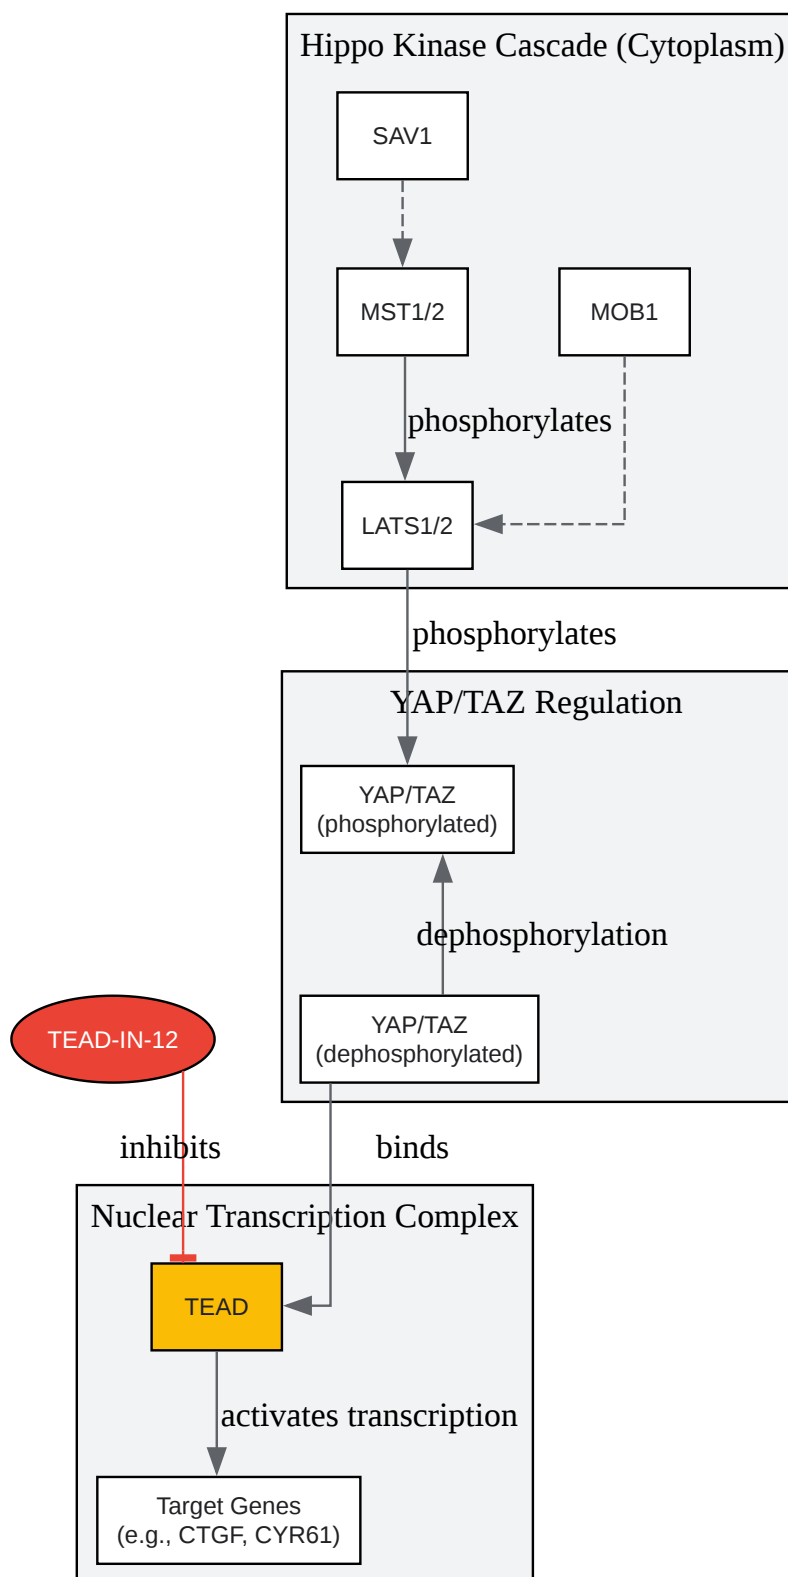 Hippo Kinase Cascade (Cytoplasm)
SAV1
MST1/2
MOB1
phosphorylates
LATS1/2
phosphorylates
YAP/TAZ Regulation
YAP/TAZ
(phosphorylated)
dephosphorylation
TEAD-IN-12
YAP/TAZ
(dephosphorylated)
inhibits
binds
Nuclear Transcription Complex
TEAD
activates transcription
Target Genes
(e.g., CTGF, CYR61)